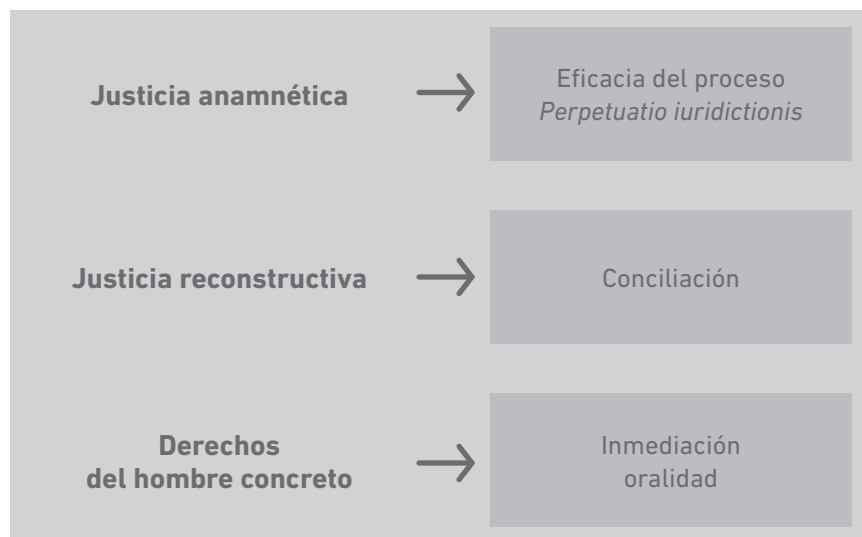 Justicia anamnética
Eficacia del proceso
Perpetuatio iuridictionis
Justicia reconstructiva
Conciliación
Derechos
del hombre concreto
Inmediación
oralidad